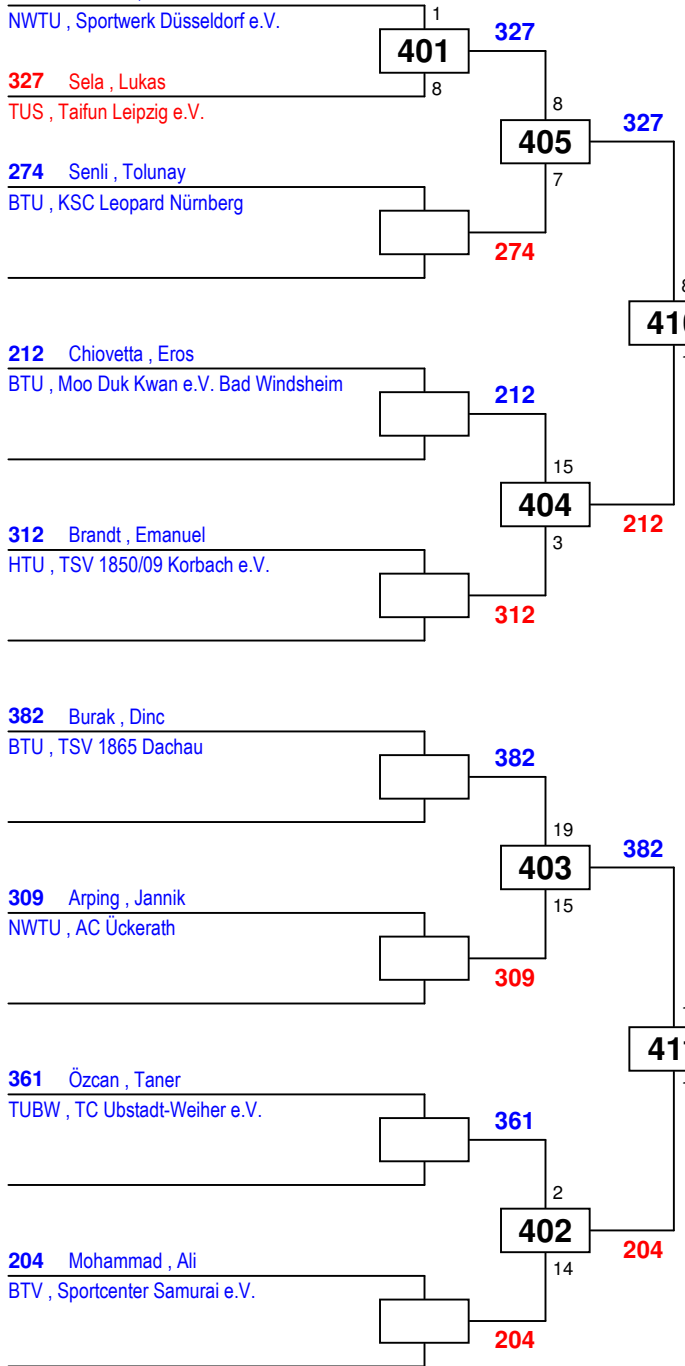 NWTU , Sportwerk Düsseldorf e.V.
1
401
327
8
327 Sela , Lukas
TUS , Taifun Leipzig e.V.
8
405
327
7
274 Senli , Tolunay
BTU , KSC Leopard Nürnberg
274
212 Chiovetta , Eros
BTU , Moo Duk Kwan e.V. Bad Windsheim
212
15
404
212
3
312 Brandt , Emanuel
HTU , TSV 1850/09 Korbach e.V.
312
382 Burak , Dinc
BTU , TSV 1865 Dachau
382
19
403
382
15
309 Arping , Jannik
NWTU , AC Ückerath
309
361 Özcan , Taner
TUBW , TC Ubstadt-Weiher e.V.
361
2
402
204
14
204 Mohammad , Ali
BTV , Sportcenter Samurai e.V.
204